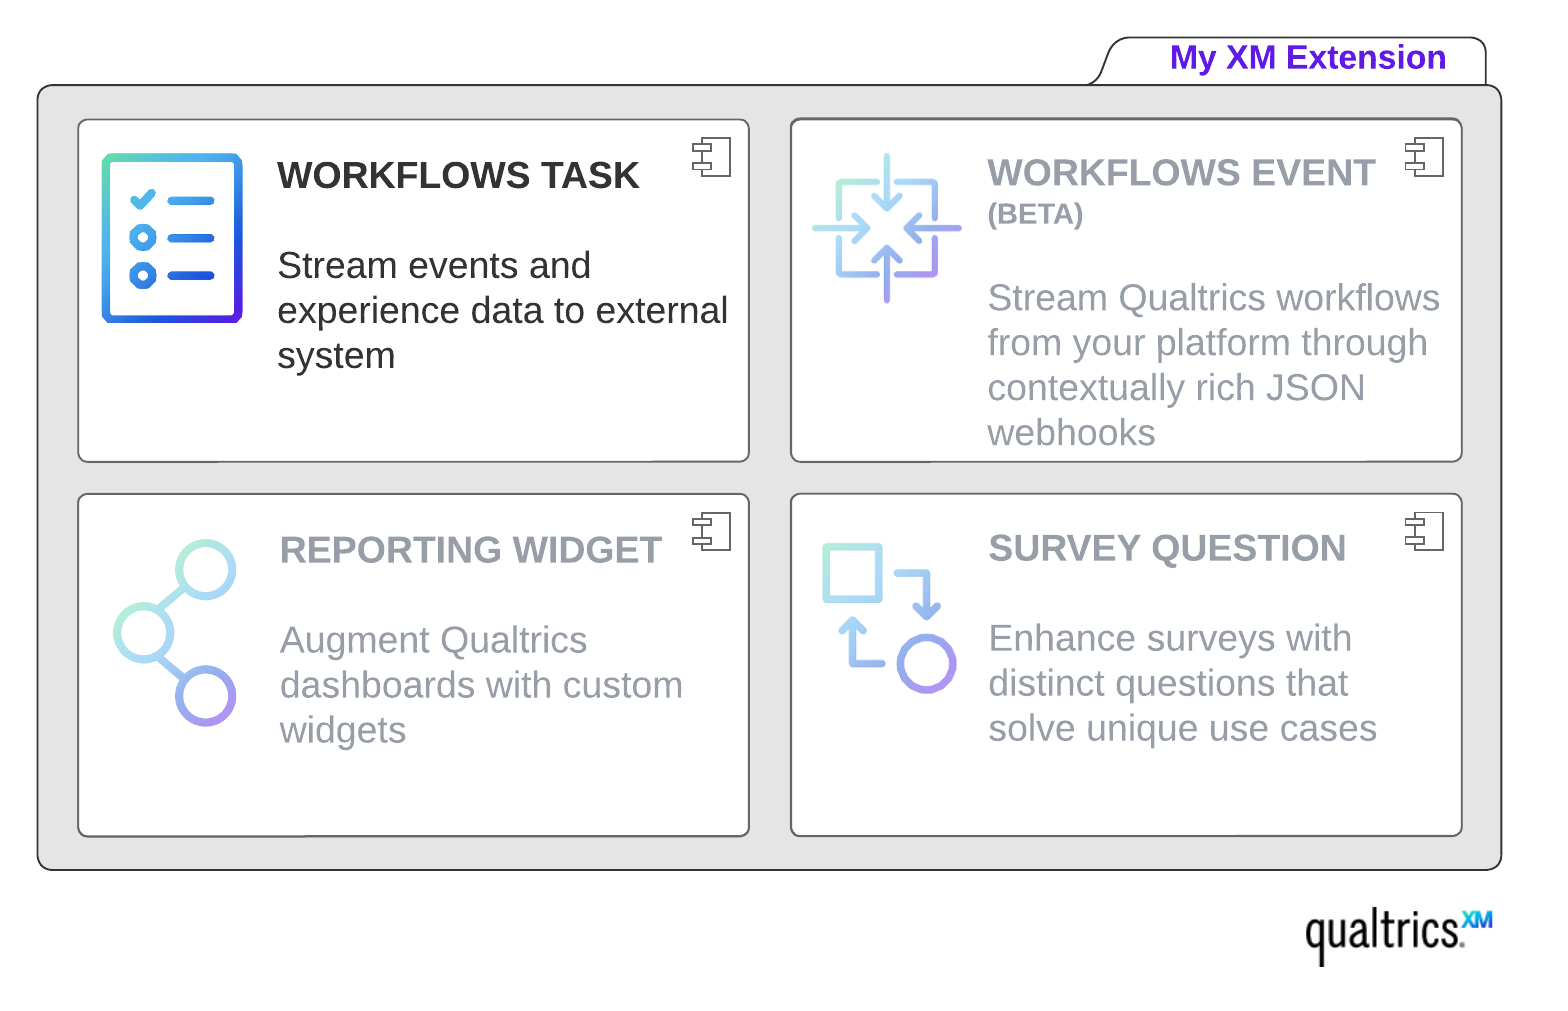 My XM Extension
WORKFLOWS TASK
Stream events and
experience data to external
system
WORKFLOWS EVENT
(BETA)
Stream Qualtrics workflows
from your platform through
contextually rich JSON
webhooks
REPORTING WIDGET
Augment Qualtrics
dashboards with custom
widgets
SURVEY QUESTION
Enhance surveys with
distinct questions that
solve unique use cases
qualtrics.XM